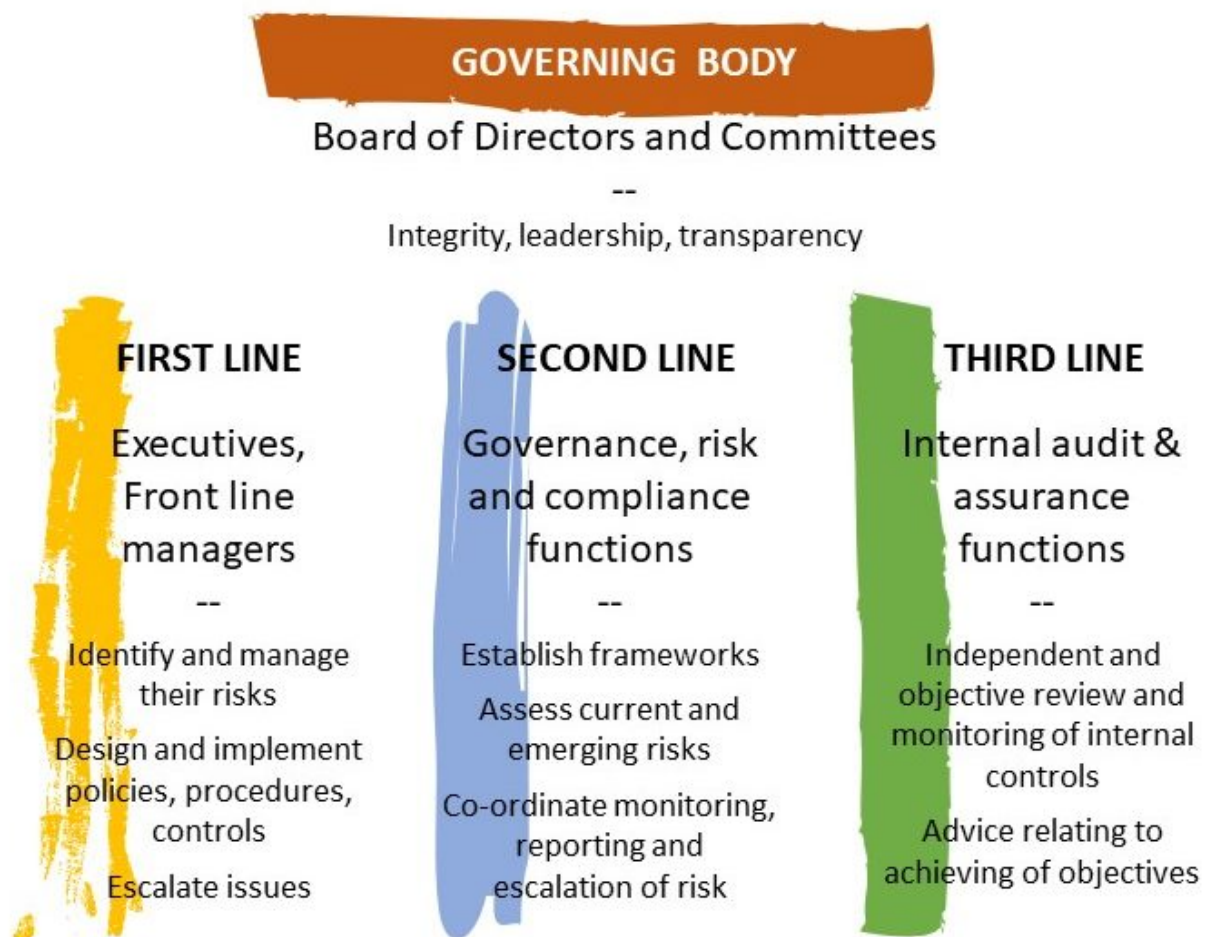 GOVERNING BODY
Board of Directors and Committees
--
Integrity, leadership, transparency
FIRST LINE
Executives,
Front line
managers
--
Identify and manage
their risks
Design and implement
policies, procedures,
controls
Escalate issues
SECOND LINE
Governance, risk
and compliance
functions
--
Establish frameworks
Assess current and
emerging risks
Co-ordinate monitoring,
reporting and
escalation of risk
THIRD LINE
Internal audit &
assurance
functions
--
Independent and
objective review and
monitoring of internal
controls
Advice relating to
achieving of objectives